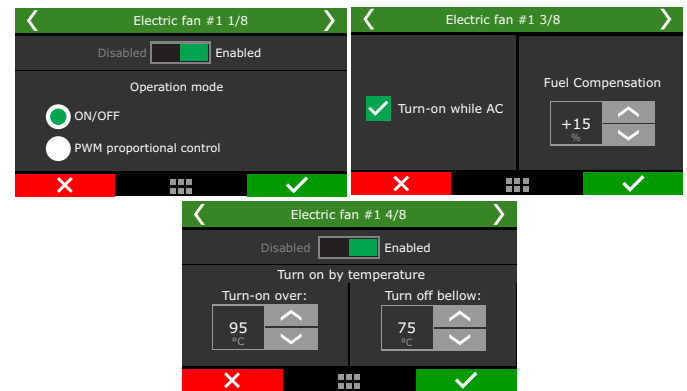 Electric fan #1 1/8
Disabled Enabled
Operation mode
ON/OFF
PWM proportional control
Electric fan #1 3/8
Turn-on while AC
Fuel Compensation
+15
%
Electric fan #1 4/8
Disabled Enabled
Turn on by temperature
Turn-on over: Turn off bellow:
95 75
°C °C